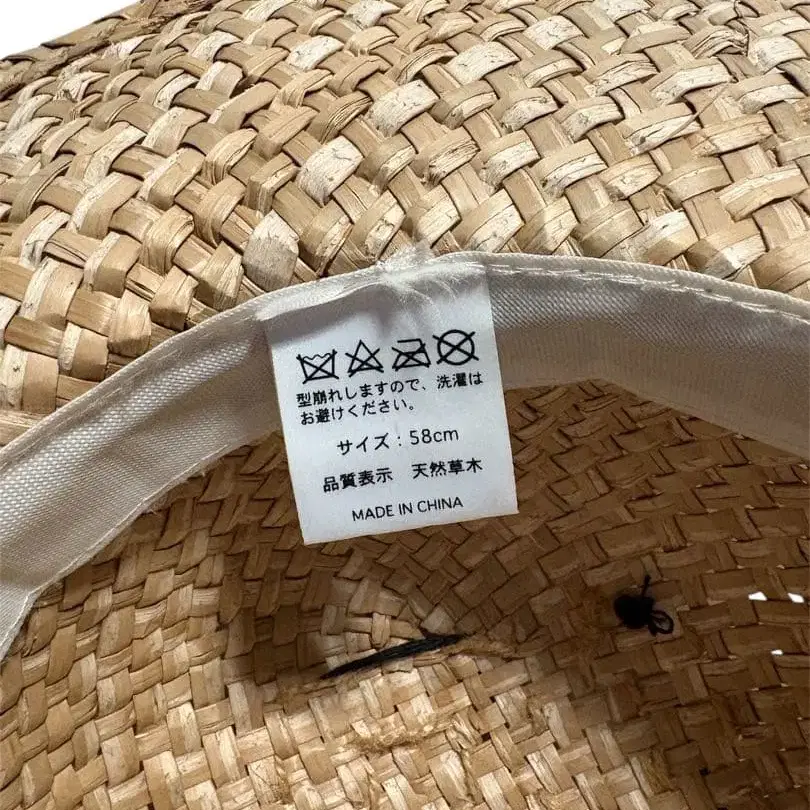 型崩れしますので、洗濯は
お避けください。
サイズ：58cm
品質表示　天然草木
MADE IN CHINA